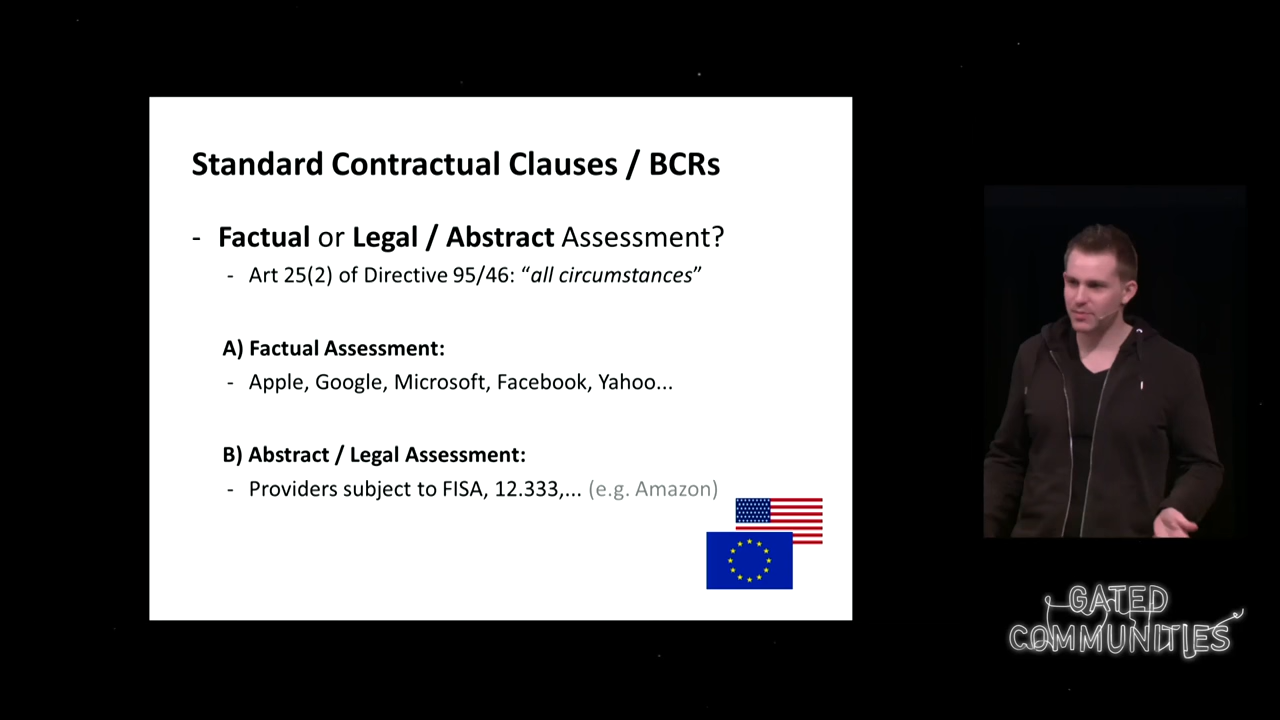 Standard Contractual Clauses / BCRs
- Factual or Legal / Abstract Assessment?
- Art 25(2) of Directive 95/46: “all circumstances”
A) Factual Assessment:
- Apple, Google, Microsoft, Facebook, Yahoo...
B) Abstract / Legal Assessment:
- Providers subject to FISA, 12.333,... (e.g. Amazon)
GATED
COMMUNITIES